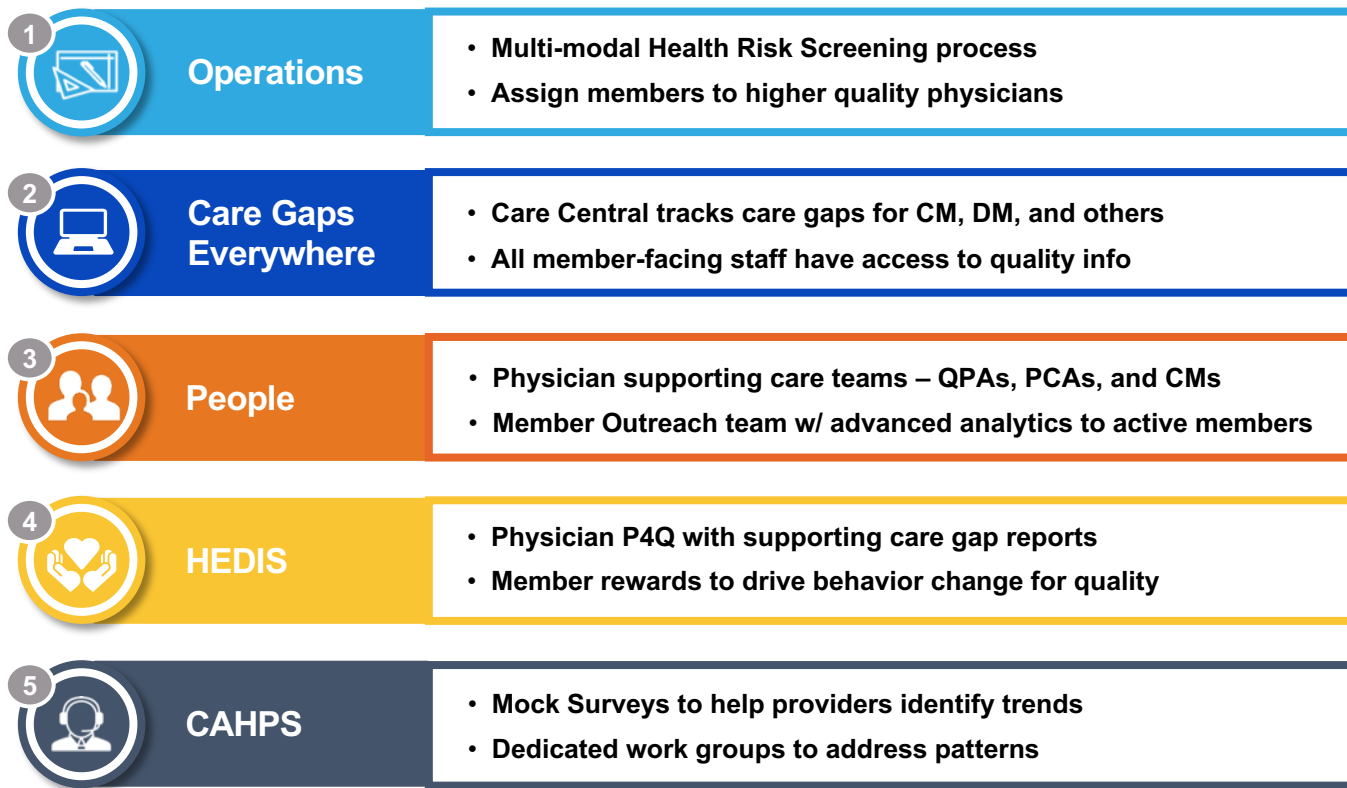 1
Operations
• Multi-modal Health Risk Screening process
• Assign members to higher quality physicians
2
Care Gaps
Everywhere
• Care Central tracks care gaps for CM, DM, and others
• All member-facing staff have access to quality info
3
People
• Physician supporting care teams – QPAs, PCAs, and CMs
• Member Outreach team w/ advanced analytics to active members
4
HEDIS
• Physician P4Q with supporting care gap reports
• Member rewards to drive behavior change for quality
5
CAHPS
• Mock Surveys to help providers identify trends
• Dedicated work groups to address patterns